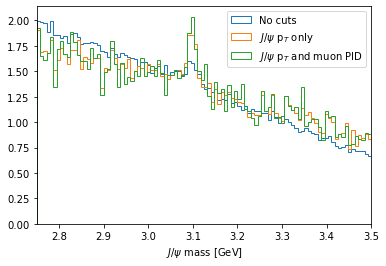 No cuts
J/ψ p_T only
J/ψ p_T and muon PID
2.00
1.75
1.50
1.25
1.00
0.75
0.50
0.25
0.00
2.8 2.9 3.0 3.1 3.2 3.3 3.4 3.5
J/ψ mass [GeV]